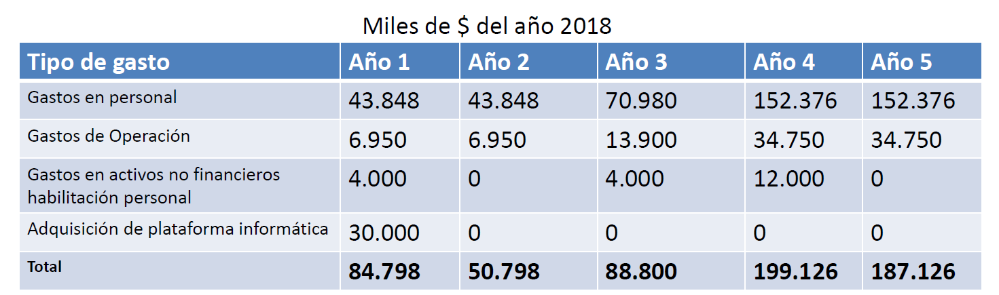 Miles de $ del año 2018
Tipo de gasto Año 1 Año 2 Año 3 Año 4 Año 5
Gastos en personal 43.848 43.848 70.980 152.376 152.376
Gastos de Operación 6.950 6.950 13.900 34.750 34.750
Gastos en activos no financieros 4.000 0 4.000 12.000 0
habilitación personal
Adquisición de plataforma informática 30.000 0 0 0 0
Total 84.798 50.798 88.800 199.126 187.126